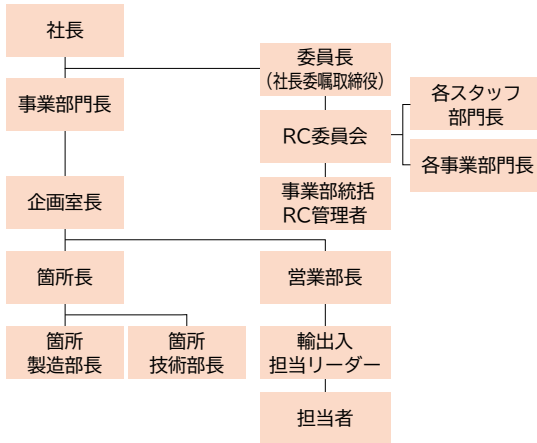 社長
委員長
（社長委嘱取締役）
事業部門長
各スタッフ
部門長
RC委員会
各事業部門長
企画室長
事業部統括
RC管理者
箇所長
営業部長
箇所
製造部長
箇所
技術部長
輸出入
担当リーダー
担当者